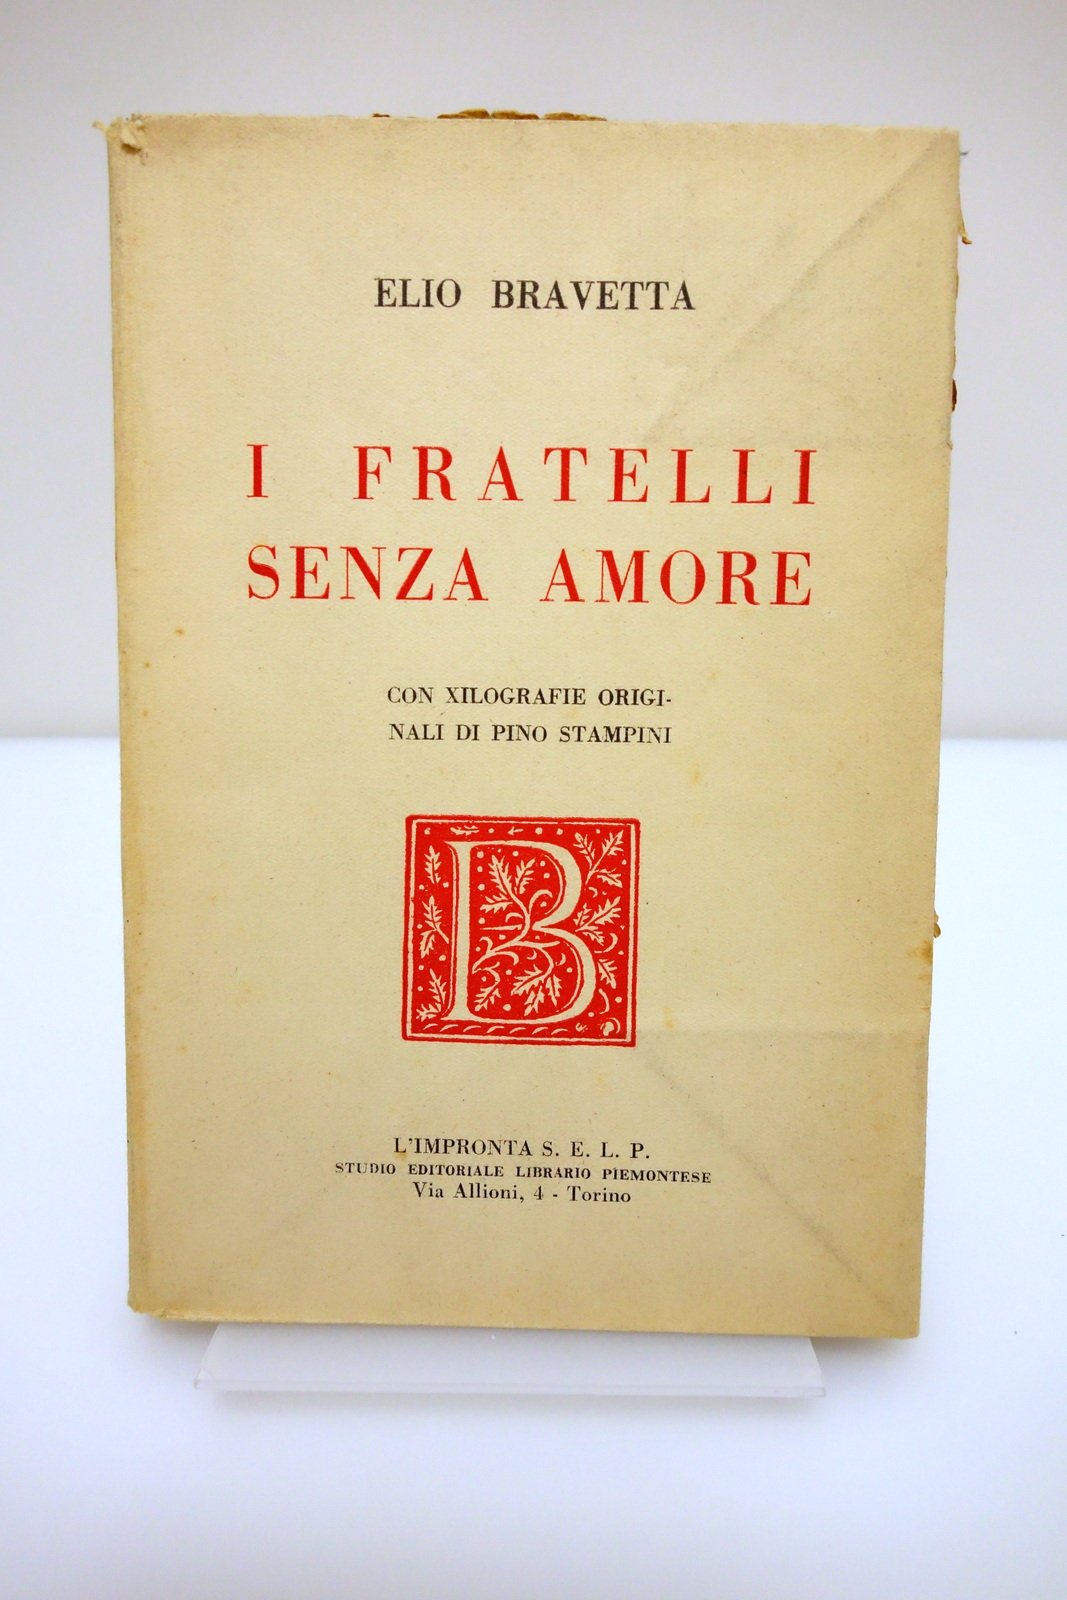 ELIO BRAVETTA
I FRATELLI
SENZA AMORE
CON XILOGRAFIE ORIGI-
NALI DI PINO STAMPINI
B
L'IMPRONTA S. E. L. P.
STUDIO EDITORIALE LIBRARIO PIEMONTESE
Via Allioni, 4 - Torino